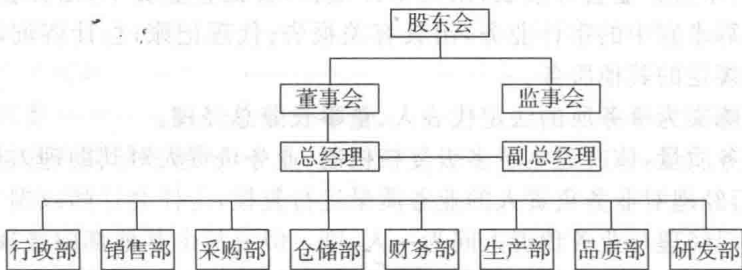 股东会
董事会 监事会
总经理 副总经理
行政部 销售部 采购部 仓储部 财务部 生产部 品质部 研发部